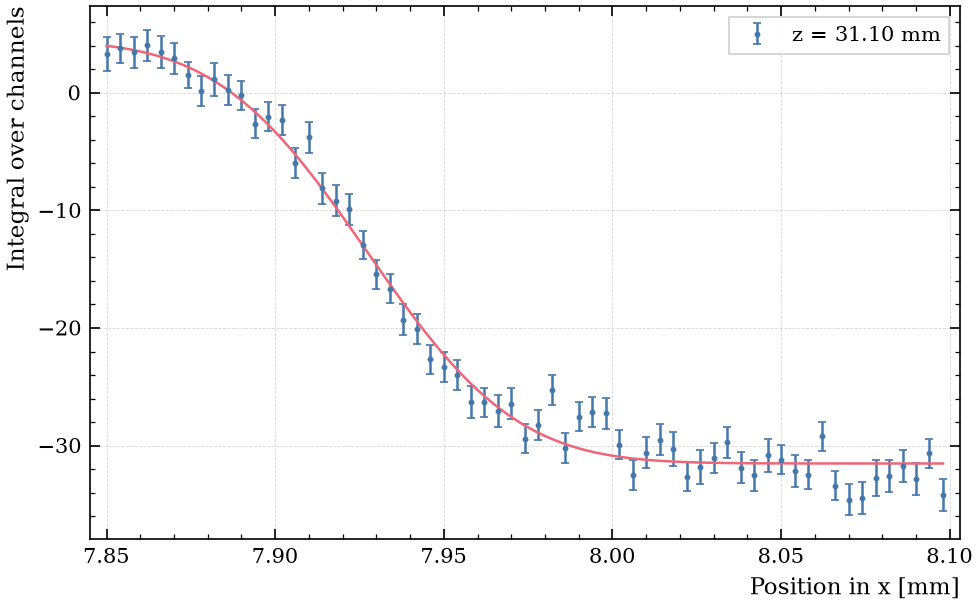 Integral over channels
z = 31.10 mm
0
−10
−20
−30
7.85 7.90 7.95 8.00 8.05 8.10
Position in x [mm]